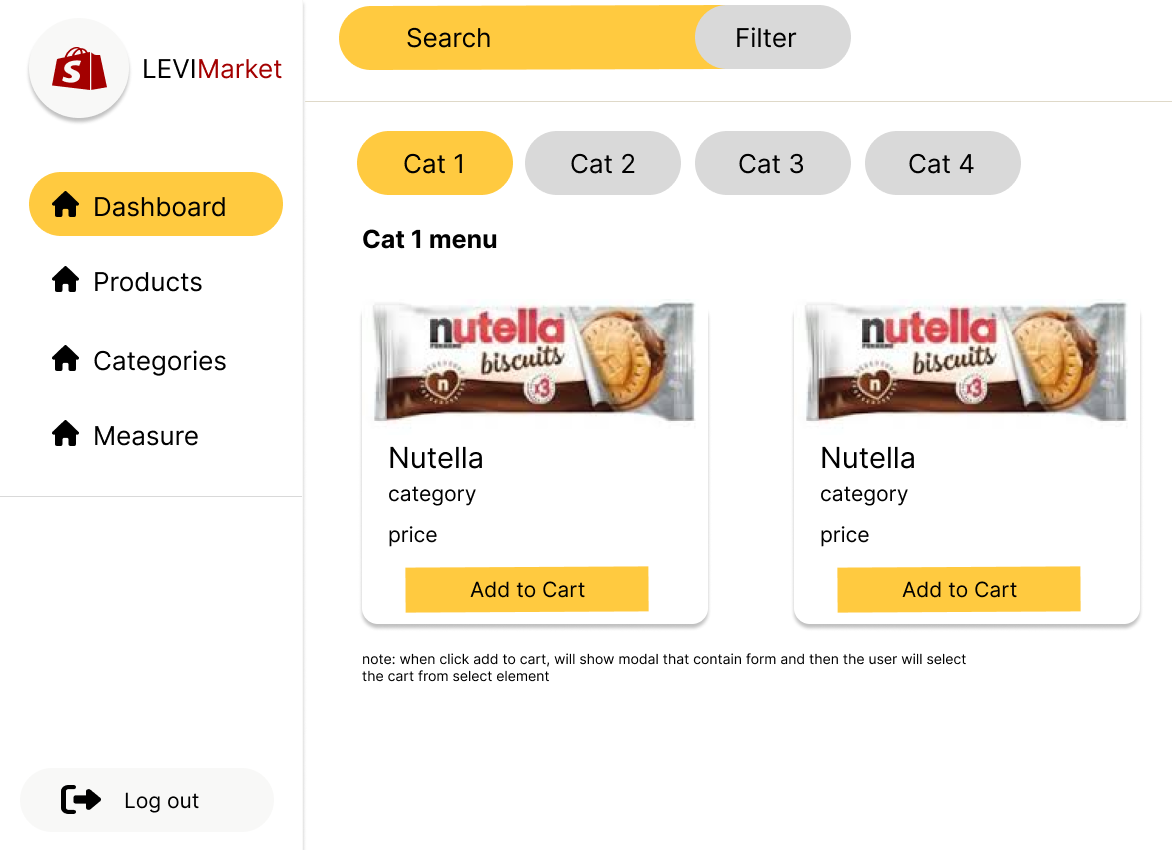 S
LEVIMarket
Search
Filter
Dashboard
Products
Categories
Measure
Log out
Cat 1
Cat 2
Cat 3
Cat 4
Cat 1 menu
nutella
biscuits
n
x3
Nutella
category
price
Add to Cart
nutella
biscuits
n
x3
Nutella
category
price
Add to Cart
note: when click add to cart, will show modal that contain form and then the user will select
the cart from select element